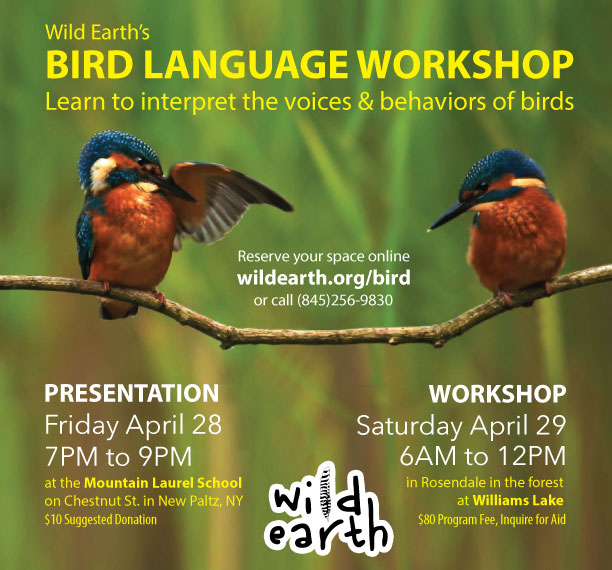 Wild Earth's
BIRD LANGUAGE WORKSHOP
Learn to interpret the voices & behaviors of birds
Reserve your space online
wildearth.org/bird
or call (845)256-9830
PRESENTATION
Friday April 28
7PM to 9PM
at the Mountain Laurel School
on Chestnut St. in New Paltz, NY
$10 Suggested Donation
WORKSHOP
Saturday April 29
6AM to 12PM
in Rosendale in the forest
at Williams Lake
$80 Program Fee, Inquire for Aid
wild
earth